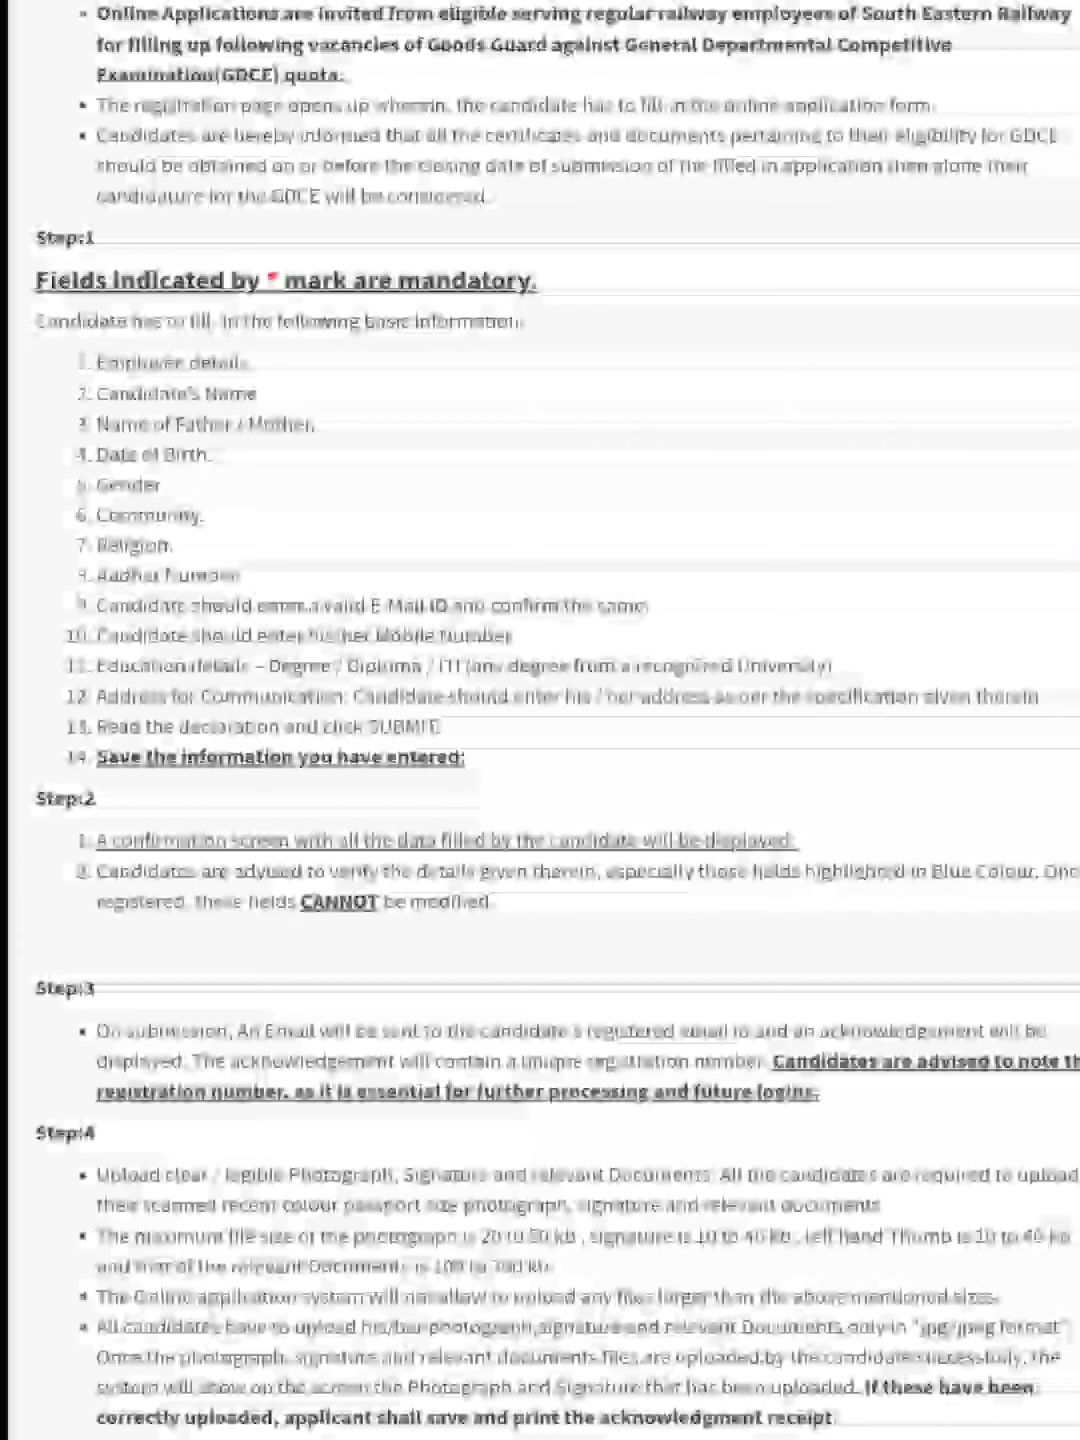 Online Applications are invited from eligible serving regular railway employees of South Eastern Railway
for filling up following vacancies of Goods Guard against General Departmental Competitive
Examination(GDCE) quota.
The registration page opens up wherein, the candidate has to fill-in the online application form.
Candidates are hereby informed that all the certificates and documents pertaining to their eligibility for GDCE
should be obtained on or before the closing date of submission of the filled in application then alone their
candidature for the GDCE will be considered.
Step:1
Fields indicated by * mark are mandatory.
Candidate has to fill. in the following basic information.
1. Employee details
2. Candidate's Name
3. Name of Father / Mother.
4. Date of Birth.
5. Gender
6. Community.
7. Religion.
8. Aadhar Number
9. Candidate should enter a valid E-Mail ID and confirm the same.
10. Candidate should enter his/her Mobile Number
11. Education details – Degree / Diploma / ITI (any degree from a recognized University)
12. Address for Communication: Candidate should enter his / her address as per the specification given therein
13. Read the declaration and click SUBMIT.
14. Save the information you have entered:
Step:2
1. A confirmation screen with all the data filled by the candidate will be displayed.
2. Candidates are advised to verify the details given therein, especially those fields highlighted in Blue Colour. Onc
registered, these fields CANNOT be modified.
Step:3
On submission, An Email will be sent to the candidate's registered email id and an acknowledgement will be
displayed. The acknowledgement will contain a unique registration number. Candidates are advised to note th
registration number, as it is essential for further processing and future logins.
Step:4
Upload clear / legible Photograph, Signature and relevant Documents: All the candidates are required to upload
their scanned recent colour passport size photograph, signature and relevant documents
The maximum file size of the photograph is 20 to 50 kb , signature is 10 to 40 kb , left hand Thumb is 10 to 40 kb
and that of the relevant Documents is 100 to 300 kb.
The Online application system will not allow to upload any files larger than the above mentioned sizes.
All candidates have to upload his/her photograph,signature and relevant Documents only in "jpg/jpeg format".
Once the photograph, signature and relevant documents files are uploaded by the candidate successfully, the
system will show on the screen the Photograph and Signature that has been uploaded. If these have been
correctly uploaded, applicant shall save and print the acknowledgment receipt.